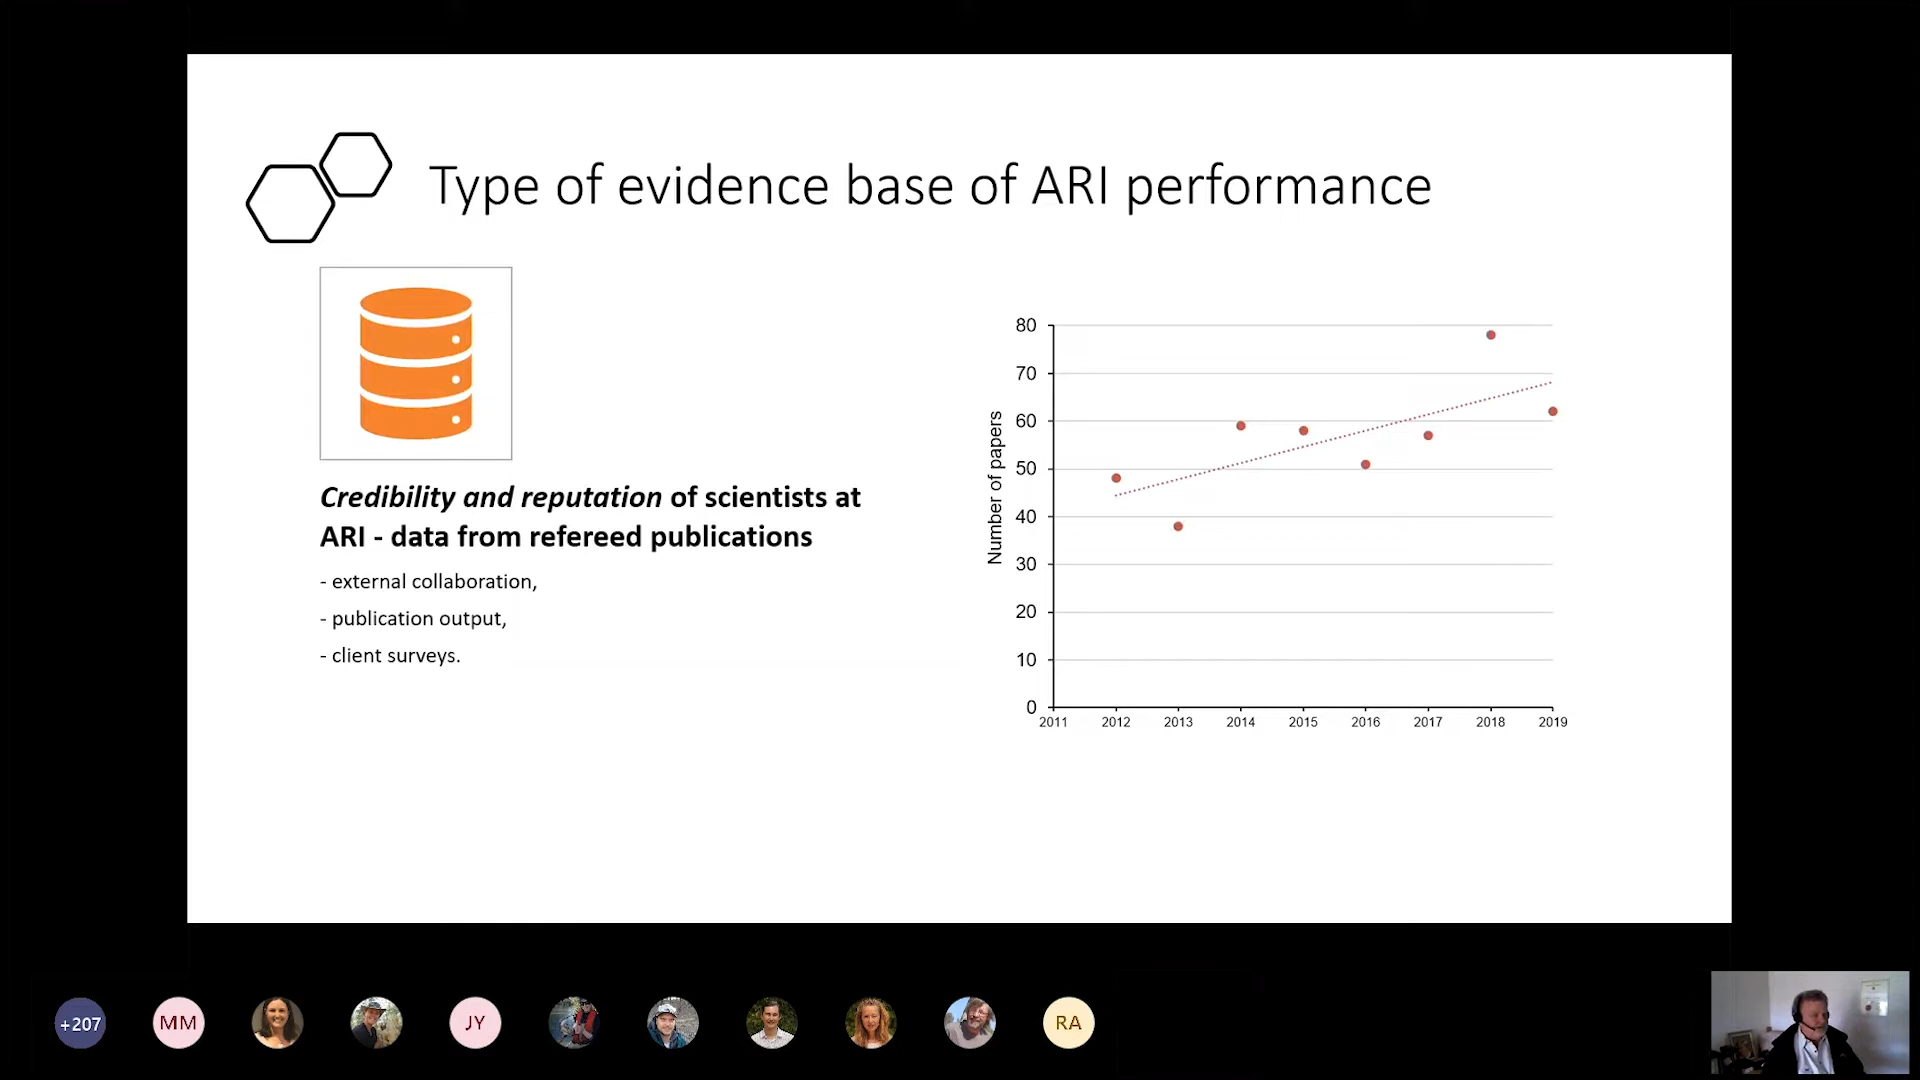 Type of evidence base of ARI performance
Credibility and reputation of scientists at
ARI - data from refereed publications
- external collaboration,
- publication output,
- client surveys.
Number of papers
80
70
60
50
40
30
20
10
0
2011 2012 2013 2014 2015 2016 2017 2018 2019
+207 MM JY RA